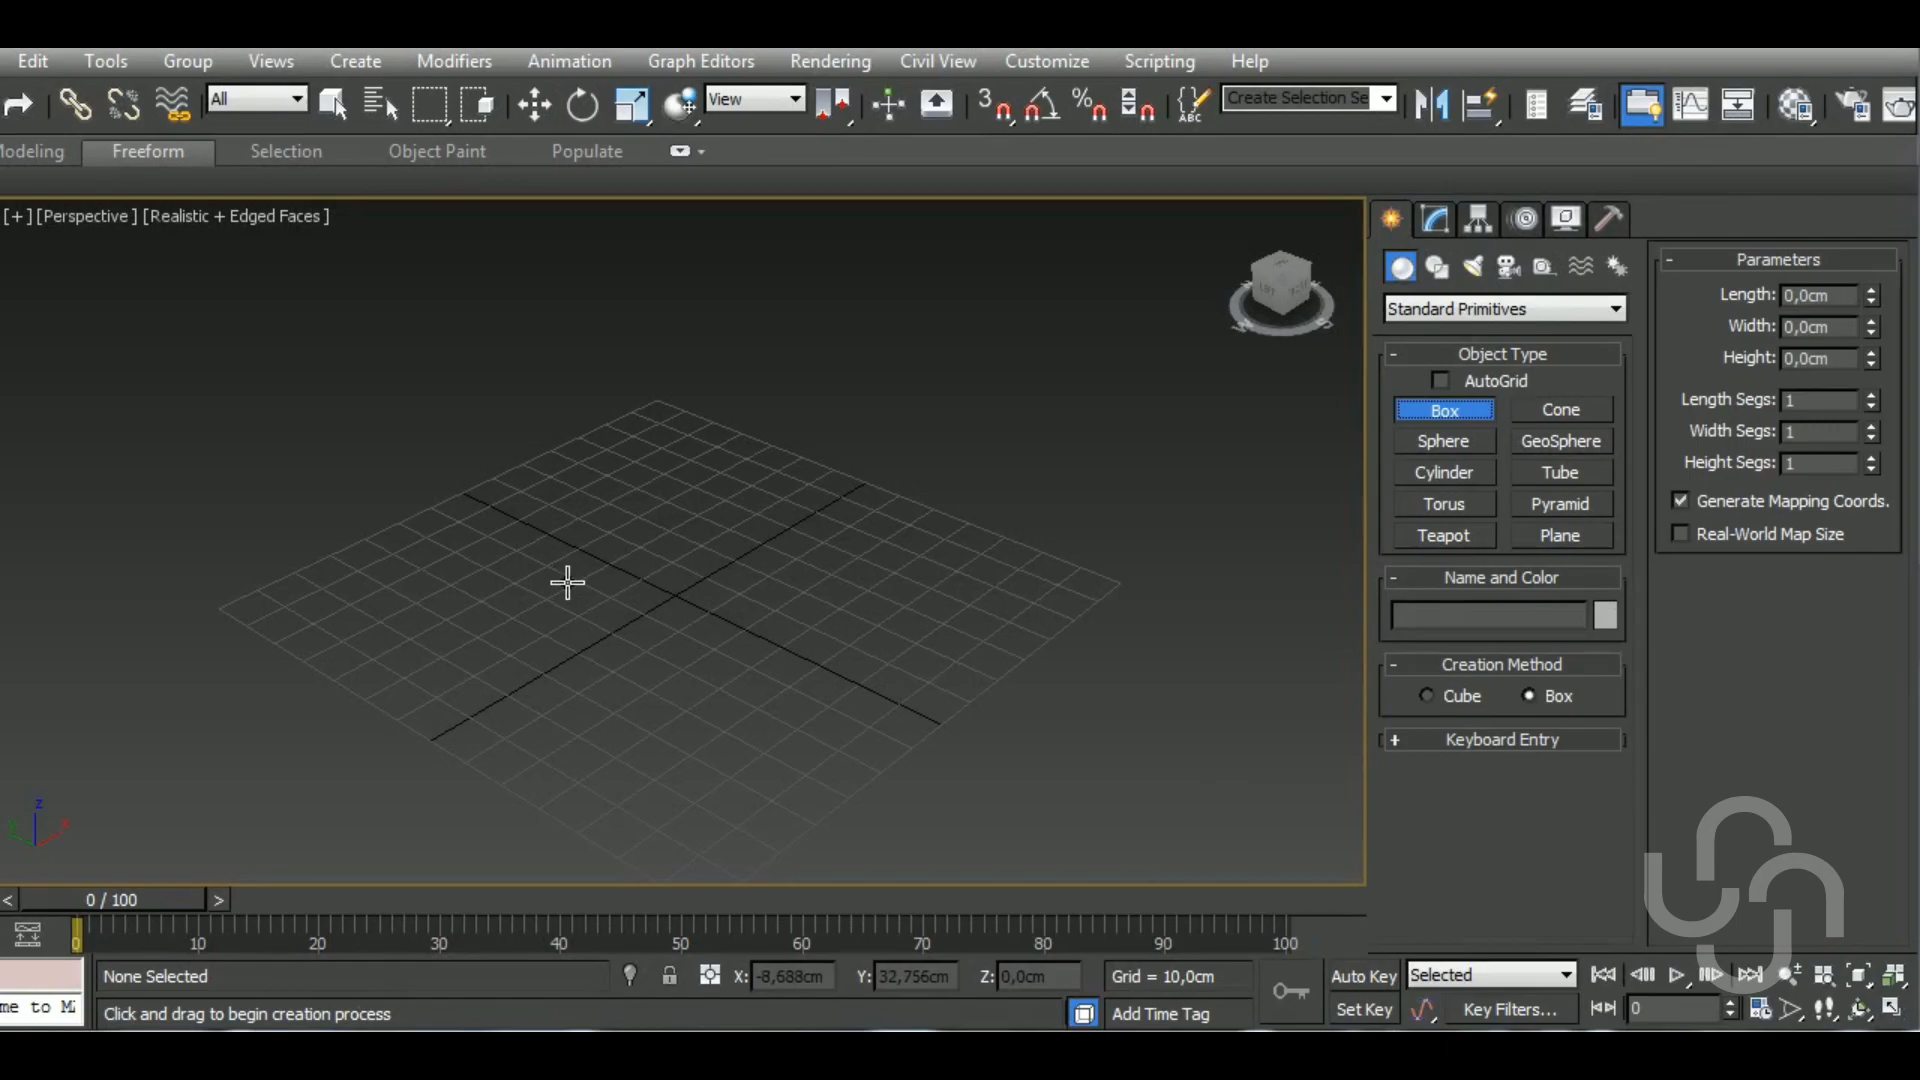 Edit Tools Group Views Create Modifiers Animation Graph Editors Rendering Civil View Customize Scripting Help
All View 3 % ABC Create Selection Se
odeling Freeform Selection Object Paint Populate
[+] [Perspective ] [Realistic + Edged Faces ]
Standard Primitives
- Object Type
AutoGrid
Box Cone
Sphere GeoSphere
Cylinder Tube
Torus Pyramid
Teapot Plane
- Name and Color
- Creation Method
Cube Box
+ Keyboard Entry
- Parameters
Length: 0,0cm
Width: 0,0cm
Height: 0,0cm
Length Segs: 1
Width Segs: 1
Height Segs: 1
Generate Mapping Coords.
Real-World Map Size
z
y x
< 0 / 100 >
0 10 20 30 40 50 60 70 80 90 100
None Selected X: -8,688cm Y: 32,756cm Z: 0,0cm Grid = 10,0cm Auto Key Selected
me to Click and drag to begin creation process Add Time Tag Set Key Key Filters... 0